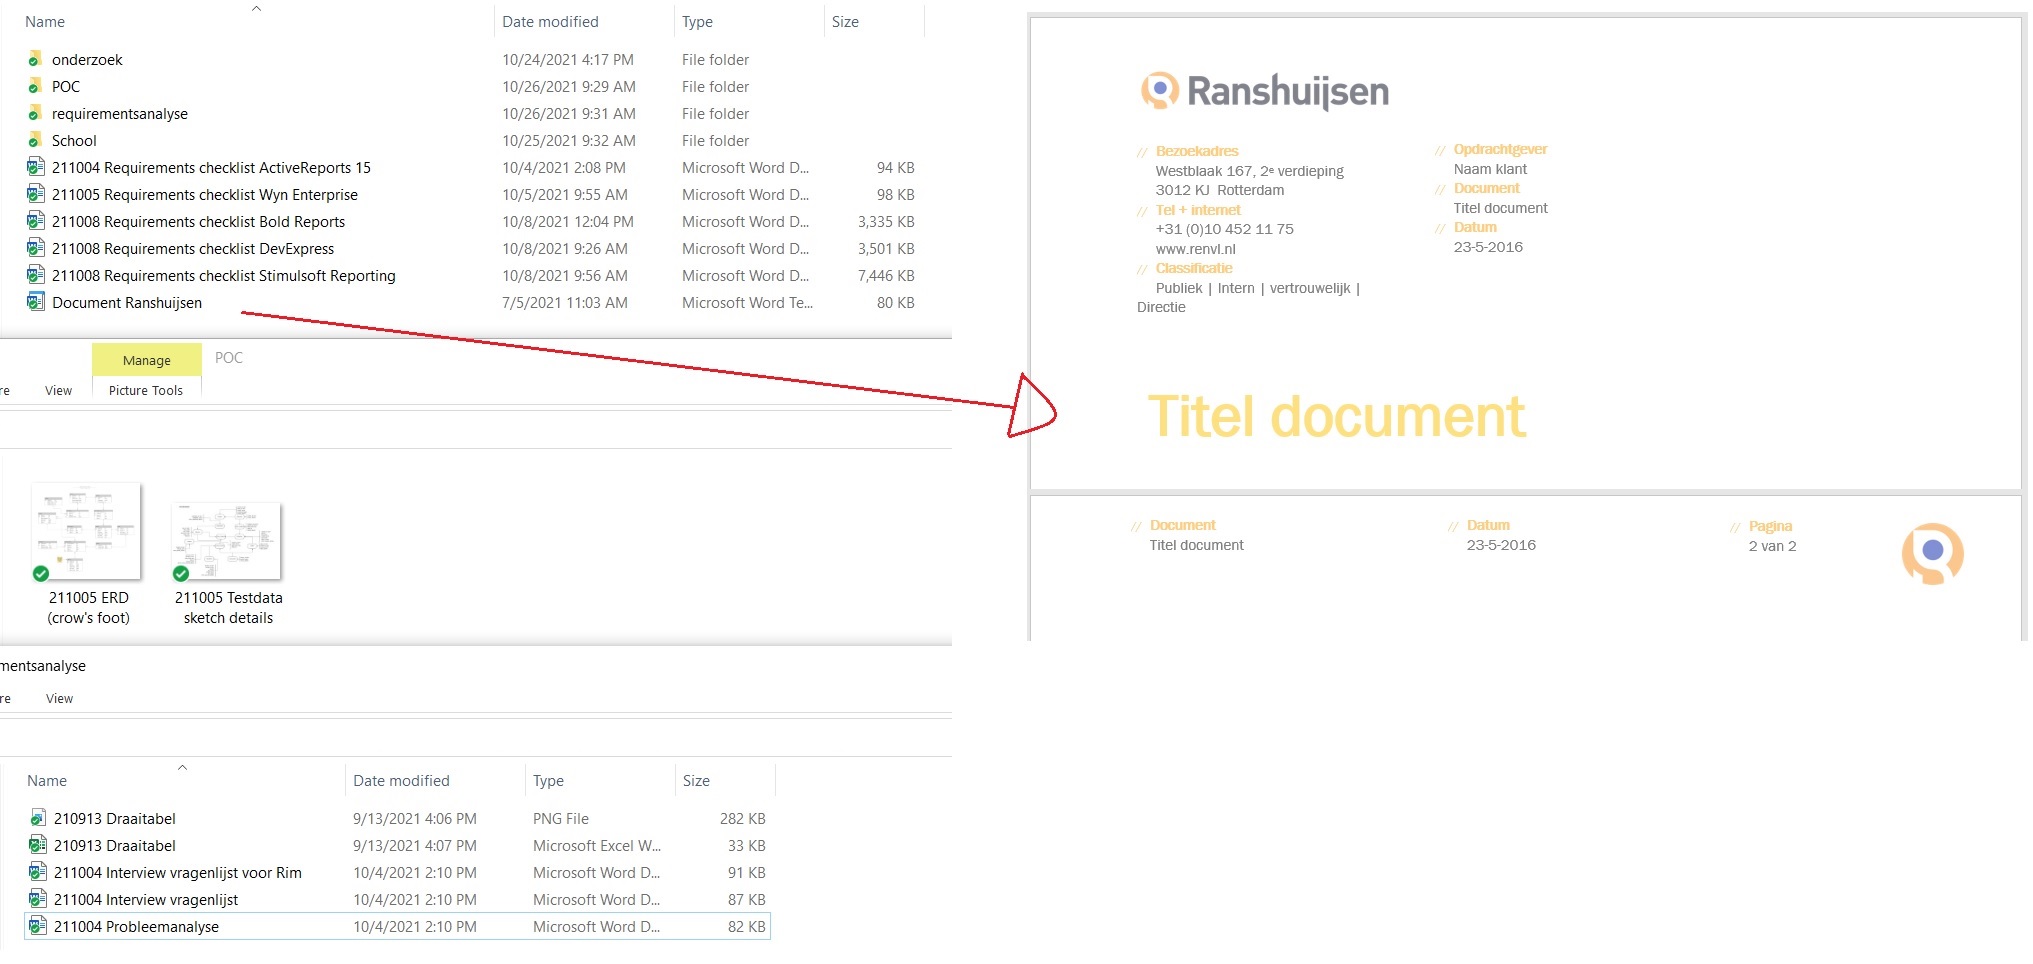 Name Date modified Type Size
onderzoek 10/24/2021 4:17 PM File folder
POC 10/26/2021 9:29 AM File folder
requirementsanalyse 10/26/2021 9:31 AM File folder
School 10/25/2021 9:32 AM File folder
211004 Requirements checklist ActiveReports 15 10/4/2021 2:08 PM Microsoft Word D... 94 KB
211005 Requirements checklist Wyn Enterprise 10/5/2021 9:55 AM Microsoft Word D... 98 KB
211008 Requirements checklist Bold Reports 10/8/2021 12:04 PM Microsoft Word D... 3,335 KB
211008 Requirements checklist DevExpress 10/8/2021 9:26 AM Microsoft Word D... 3,501 KB
211008 Requirements checklist Stimulsoft Reporting 10/8/2021 9:56 AM Microsoft Word D... 7,446 KB
Document Ranshuijsen 7/5/2021 11:03 AM Microsoft Word Te... 80 KB
Manage POC
re View Picture Tools
211005 ERD
(crow's foot)
211005 Testdata
sketch details
mentsanalyse
re View
Name Date modified Type Size
210913 Draaitabel 9/13/2021 4:06 PM PNG File 282 KB
210913 Draaitabel 9/13/2021 4:07 PM Microsoft Excel W... 33 KB
211004 Interview vragenlijst voor Rim 10/4/2021 2:10 PM Microsoft Word D... 91 KB
211004 Interview vragenlijst 10/4/2021 2:10 PM Microsoft Word D... 87 KB
211004 Probleemanalyse 10/4/2021 2:10 PM Microsoft Word D... 82 KB
Ranshuijsen
// Bezoekadres
Westblaak 167, 2e verdieping
3012 KJ Rotterdam
// Tel + internet
+31 (0)10 452 11 75
www.renvl.nl
// Classificatie
Publiek | Intern | vertrouwelijk |
Directie
// Opdrachtgever
Naam klant
// Document
Titel document
// Datum
23-5-2016
Titel document
// Document
Titel document
// Datum
23-5-2016
// Pagina
2 van 2